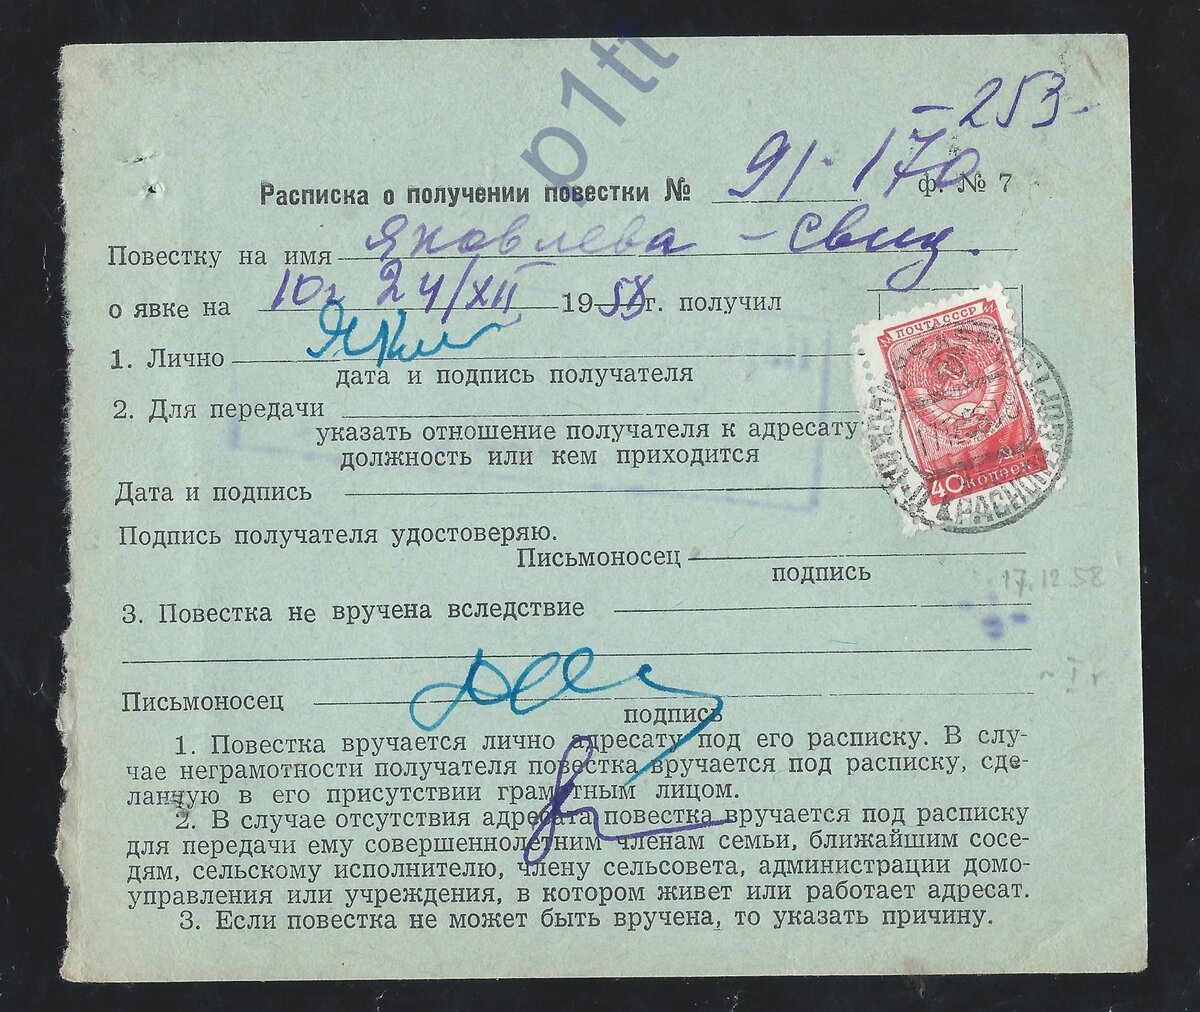 p1tt
-253-
Расписка о получении повестки № 91-170 ф. № 7
Повестку на имя Яковлева - свид.
о явке на 10ч 24/XII 1958 г. получил
1. Лично
дата и подпись получателя
2. Для передачи
указать отношение получателя к адресату
должность или кем приходится
Дата и подпись
ПОЧТА СССР
40 КОПЕЕК
Подпись получателя удостоверяю.
Письмоносец
подпись
17.12.58
3. Повестка не вручена вследствие
Письмоносец
подпись
1. Повестка вручается лично адресату под его расписку. В слу-
чае неграмотности получателя повестка вручается под расписку, сде-
ланную в его присутствии грамотным лицом.
2. В случае отсутствия адресата повестка вручается под расписку
для передачи ему совершеннолетним членам семьи, ближайшим сосе-
дям, сельскому исполнителю, члену сельсовета, администрации домо-
управления или учреждения, в котором живет или работает адресат.
3. Если повестка не может быть вручена, то указать причину.